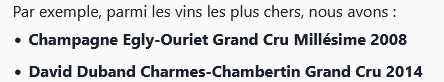 Par exemple, parmi les vins les plus chers, nous avons :
• Champagne Egly-Ouriet Grand Cru Millésime 2008
• David Duband Charmes-Chambertin Grand Cru 2014